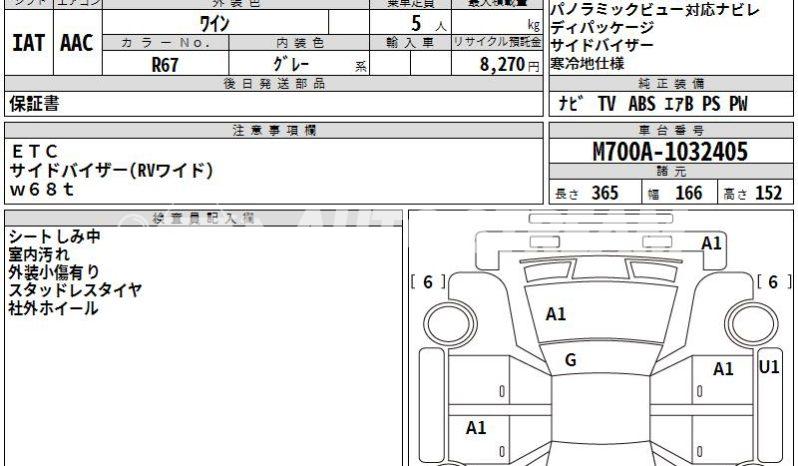 シフト エアコン 外装色 乗車定員 最大積載量
IAT AAC ワイン 5 人 kg
カラーNo. 内装色 輸入車 リサイクル預託金
R67 グレー 系 8,270 円
後日発送部品
保証書
パノラミックビュー対応ナビレ
ディパッケージ
サイドバイザー
寒冷地仕様
純正装備
ナビ TV ABS エアB PS PW
注意事項欄
ETC
サイドバイザー(RVワイド)
w68t
車台番号
M700A-1032405
諸元
長さ 365 幅 166 高さ 152
検査員記入欄
シートしみ中
室内汚れ
外装小傷有り
スタッドレスタイヤ
社外ホイール
A1
[6] [6]
A1
G
A1 U1
A1